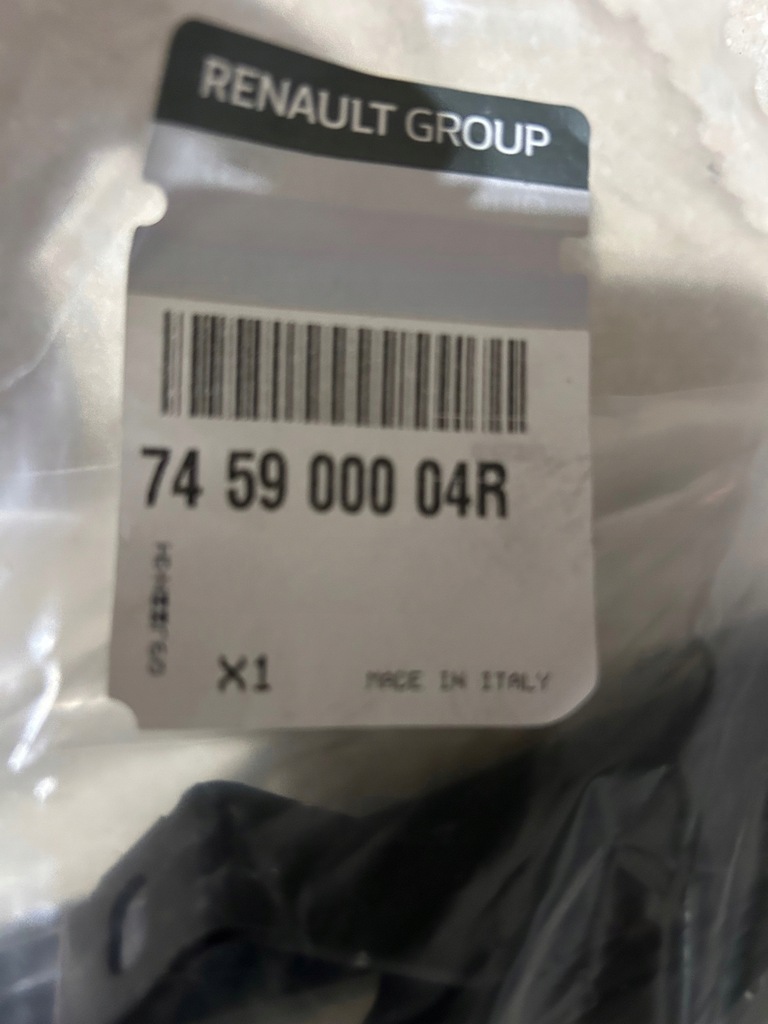 RENAULT GROUP
74 59 000 04R
X1
MADE IN ITALY